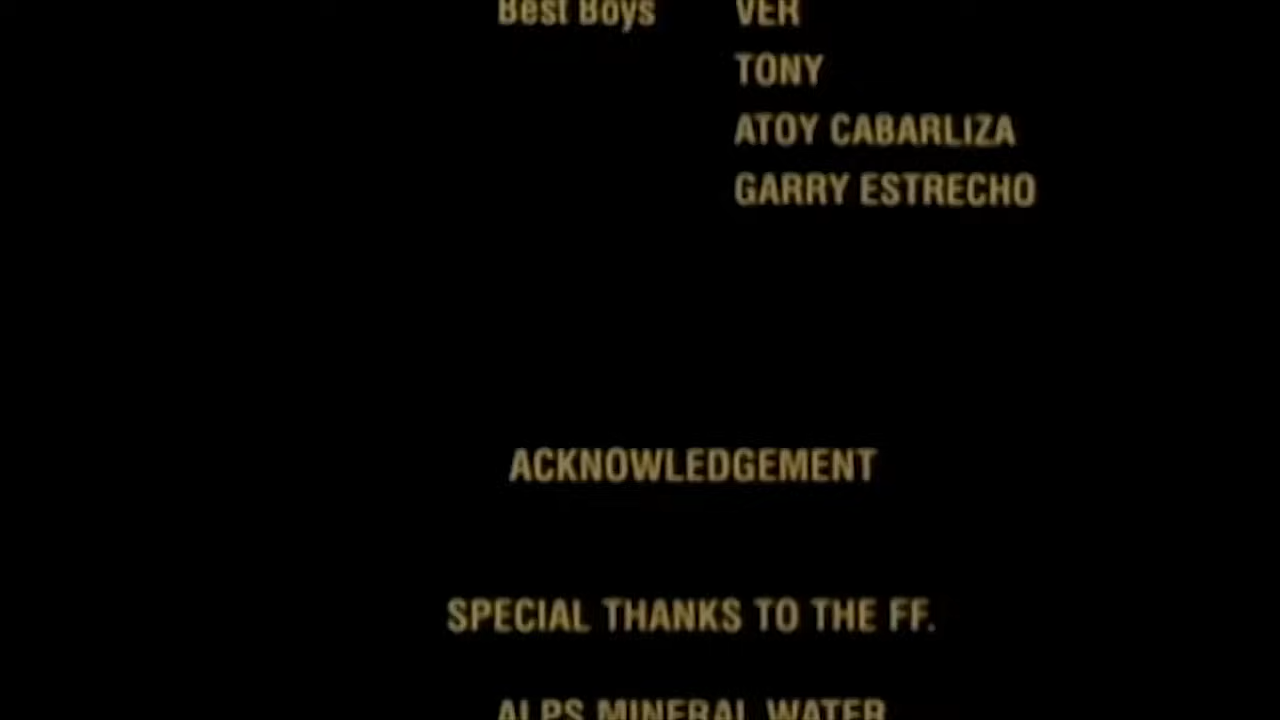 Best Boys VER
TONY
ATOY CABARLIZA
GARRY ESTRECHO
ACKNOWLEDGEMENT
SPECIAL THANKS TO THE FF.
ALPS MINERAL WATER